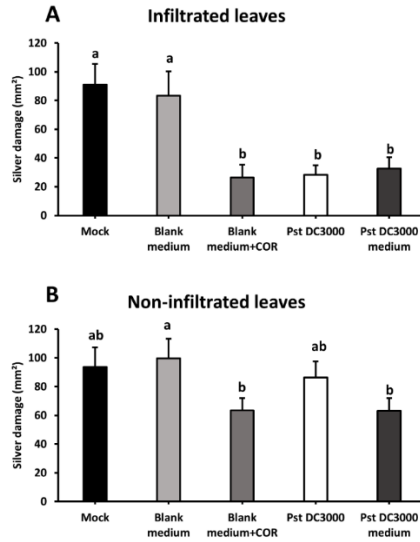 A
Infiltrated leaves
Silver damage (mm²)
120
100
80
60
40
20
0
a
a
b
b
b
Mock
Blank
medium
Blank
medium+COR
Pst DC3000
Pst DC3000
medium
B
Non-infiltrated leaves
Silver damage (mm²)
120
100
80
60
40
20
0
ab
a
b
ab
b
Mock
Blank
medium
Blank
medium+COR
Pst DC3000
Pst DC3000
medium